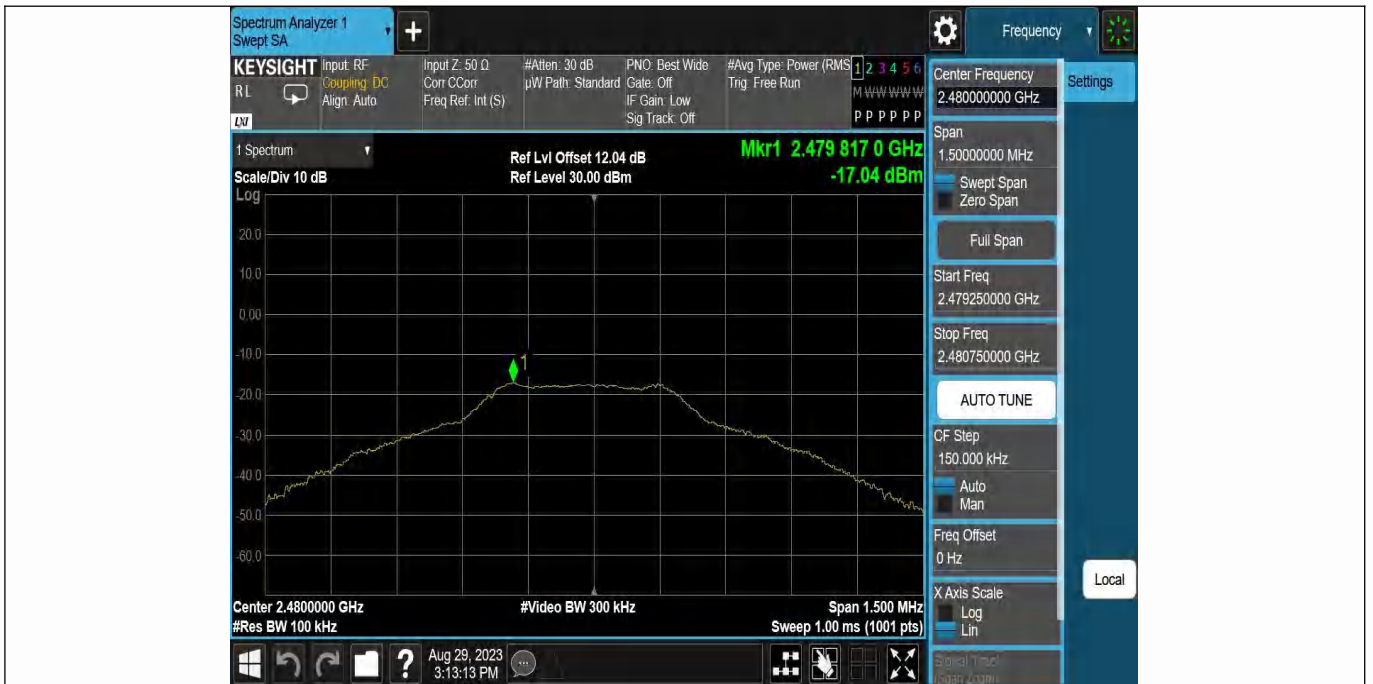 Spectrum Analyzer 1
Swept SA
+
Frequency
KEYSIGHT
RL
LXI
Input: RF
Coupling: DC
Align: Auto
Input Z: 50 Ω
Corr CCorr
Freq Ref: Int (S)
#Atten: 30 dB
µW Path: Standard
PNO: Best Wide
Gate: Off
IF Gain: Low
Sig Track: Off
#Avg Type: Power (RMS
Trig: Free Run
1 2 3 4 5 6
M W W W W W
P P P P P P
1 Spectrum
Scale/Div 10 dB
Ref Lvl Offset 12.04 dB
Ref Level 30.00 dBm
Mkr1 2.479 817 0 GHz
-17.04 dBm
Log
20.0
10.0
0.00
-10.0
-20.0
-30.0
-40.0
-50.0
-60.0
1
Center 2.4800000 GHz
#Res BW 100 kHz
#Video BW 300 kHz
Span 1.500 MHz
Sweep 1.00 ms (1001 pts)
Center Frequency
2.480000000 GHz
Settings
Span
1.50000000 MHz
Swept Span
Zero Span
Full Span
Start Freq
2.479250000 GHz
Stop Freq
2.480750000 GHz
AUTO TUNE
CF Step
150.000 kHz
Auto
Man
Freq Offset
0 Hz
X Axis Scale
Log
Lin
Signal Track
(Span Zoom)
Local
?
Aug 29, 2023
3:13:13 PM